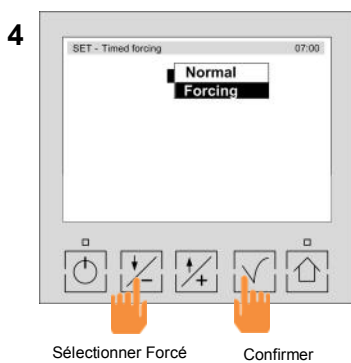 4
SET - Timed forcing 07:00
Normal
Forcing
Sélectionner Forcé Confirmer